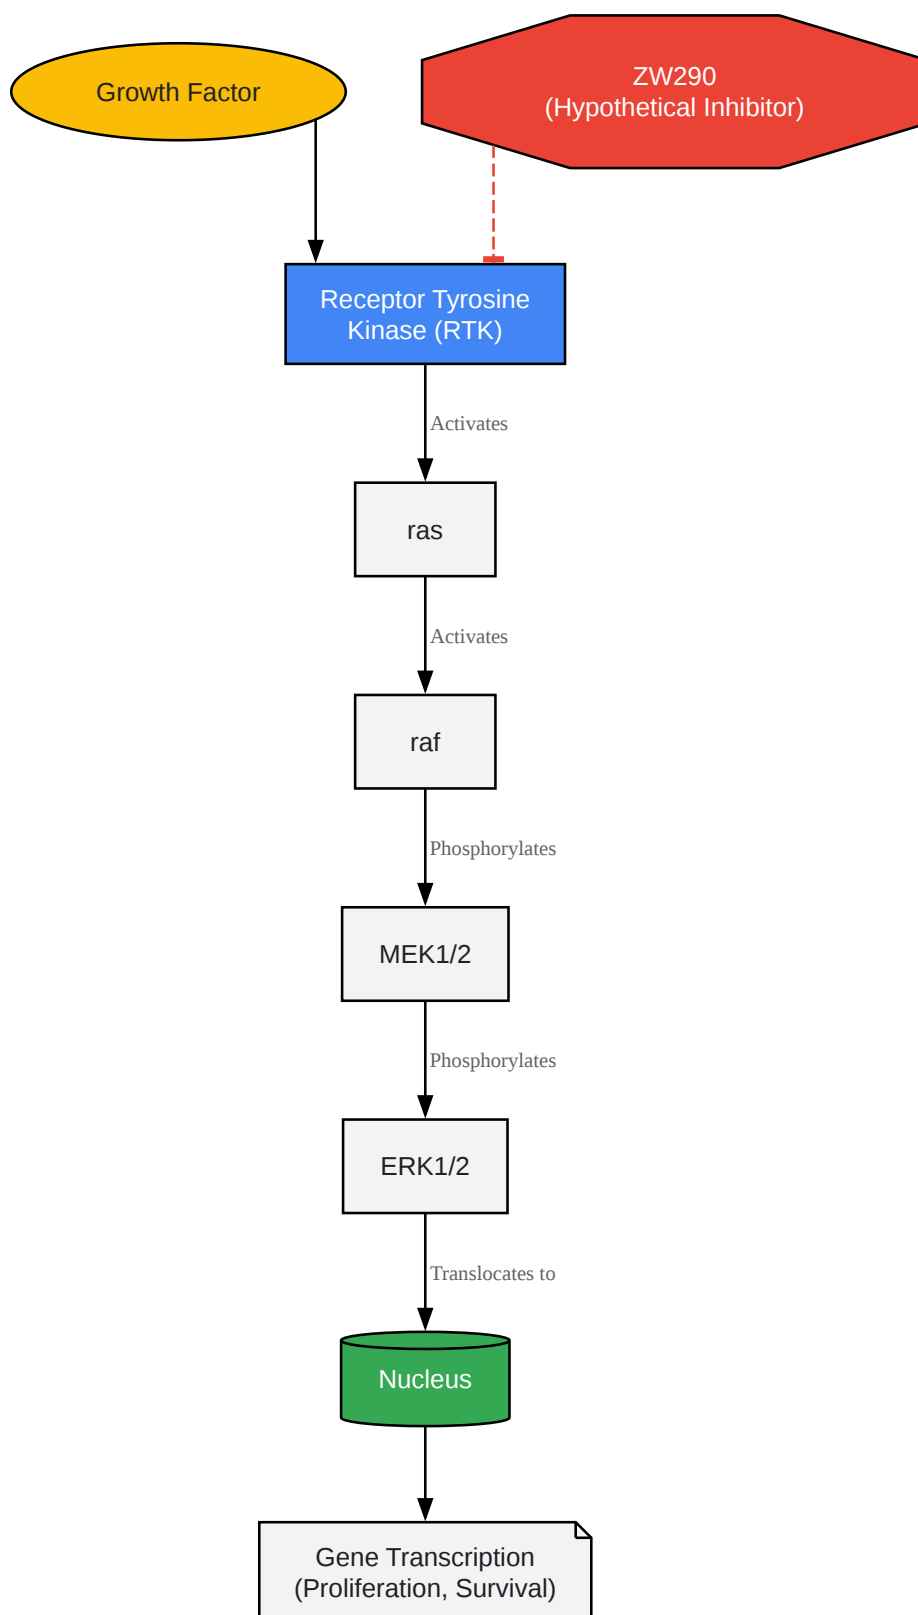 Growth Factor
ZW290
(Hypothetical Inhibitor)
Receptor Tyrosine
Kinase (RTK)
Activates
ras
Activates
raf
Phosphorylates
MEK1/2
Phosphorylates
ERK1/2
Translocates to
Nucleus
Gene Transcription
(Proliferation, Survival)